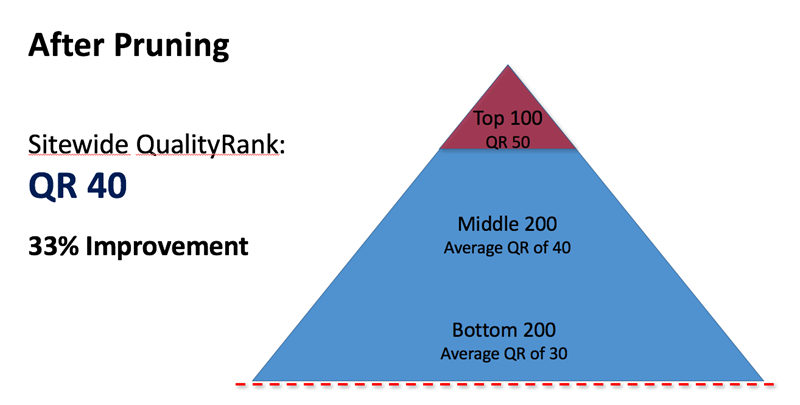 After Pruning
Sitewide QualityRank:
QR 40
33% Improvement
Top 100
QR 50
Middle 200
Average QR of 40
Bottom 200
Average QR of 30